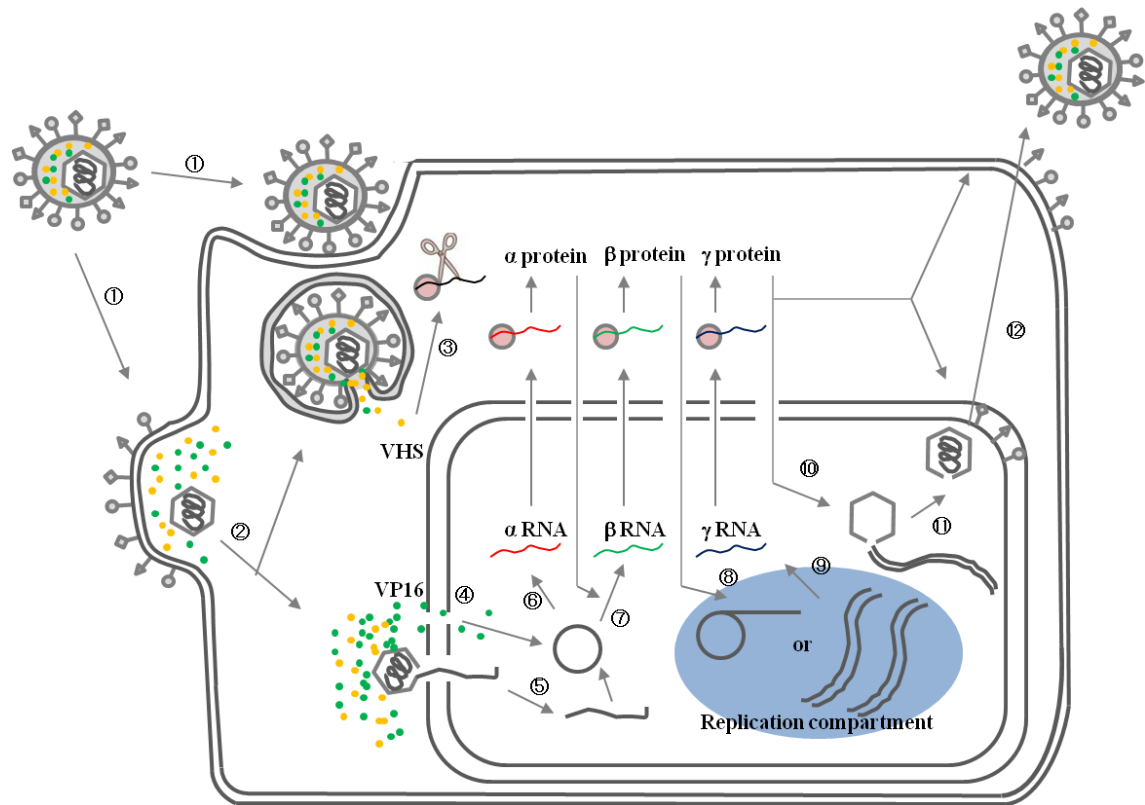 ①
①
α protein
β protein
γ protein
③
⑫
VHS
②
⑩
α RNA
β RNA
γ RNA
⑪
VP16
④
⑥
⑦
⑧
⑨
or
⑤
Replication compartment